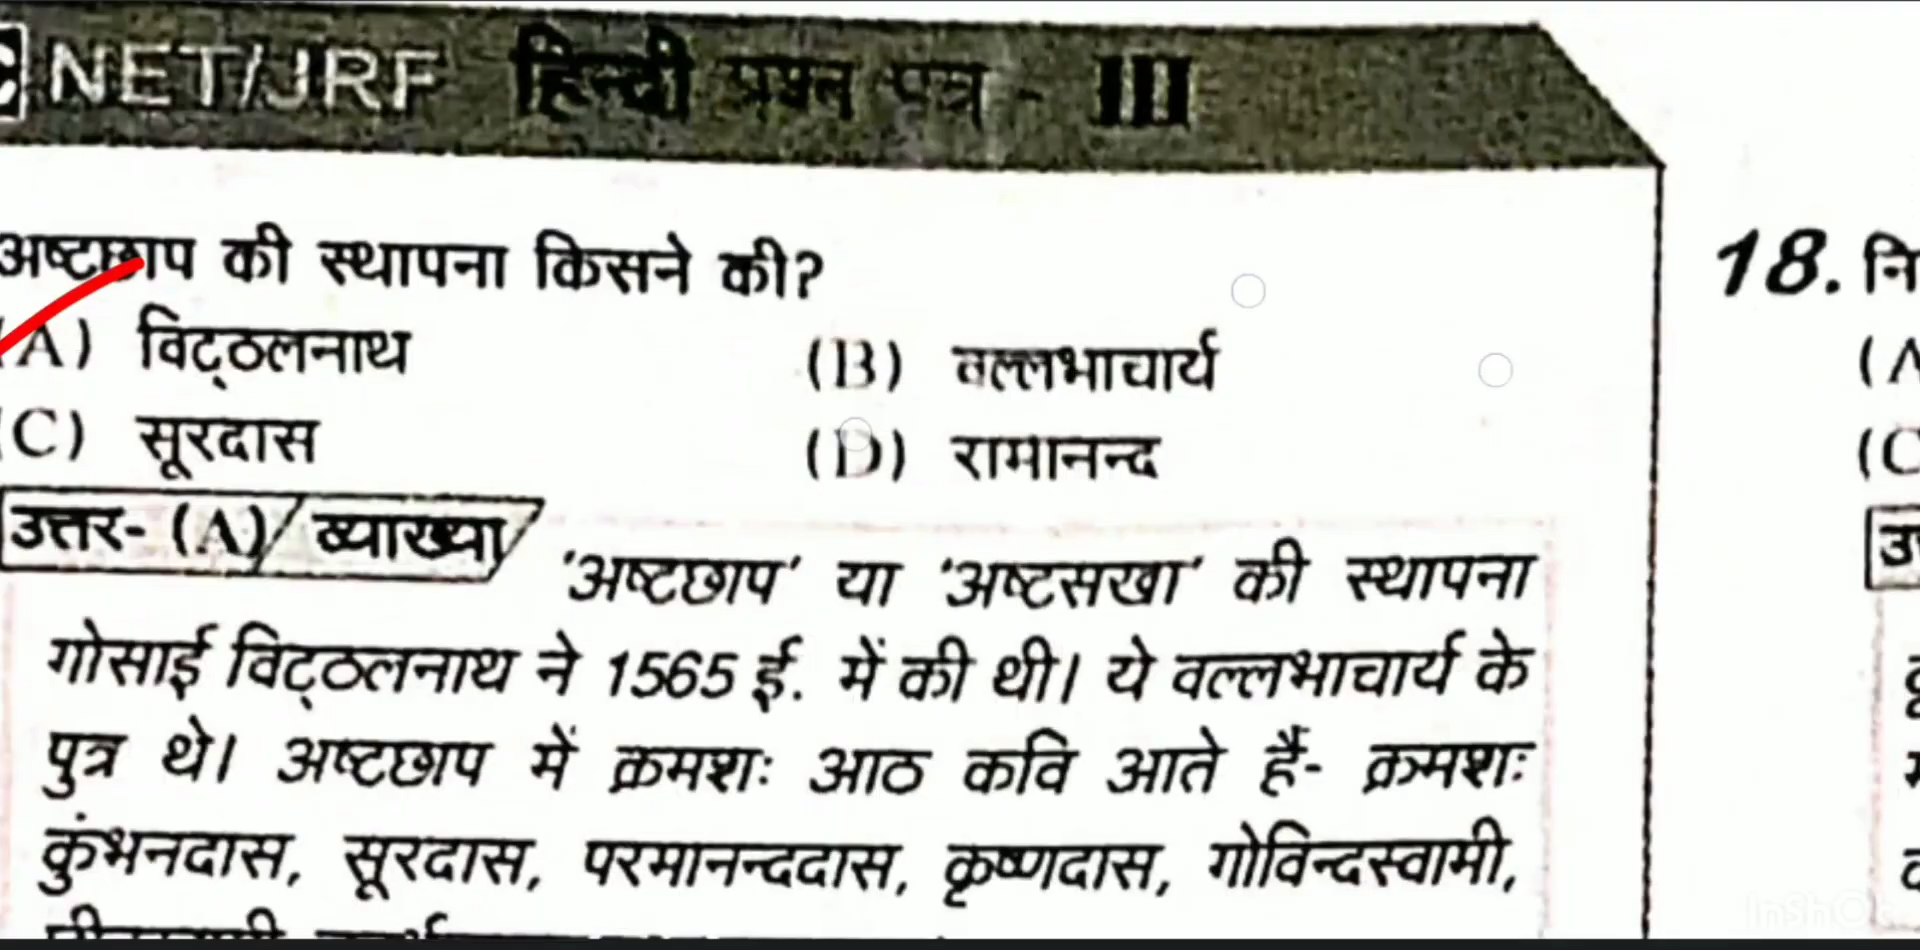 NET/JRF हिन्दी प्रश्न पत्र - III
अष्टछाप की स्थापना किसने की?
(A) विट्ठलनाथ (B) वल्लभाचार्य
(C) सूरदास (D) रामानन्द
उत्तर- (A) व्याख्या 'अष्टछाप' या 'अष्टसखा' की स्थापना
गोसाई विट्ठलनाथ ने 1565 ई. में की थी। ये वल्लभाचार्य के
पुत्र थे। अष्टछाप में क्रमशः आठ कवि आते हैं- क्रमशः
कुंभनदास, सूरदास, परमानन्ददास, कृष्णदास, गोविन्दस्वामी,
18. नि
(C
InShOt